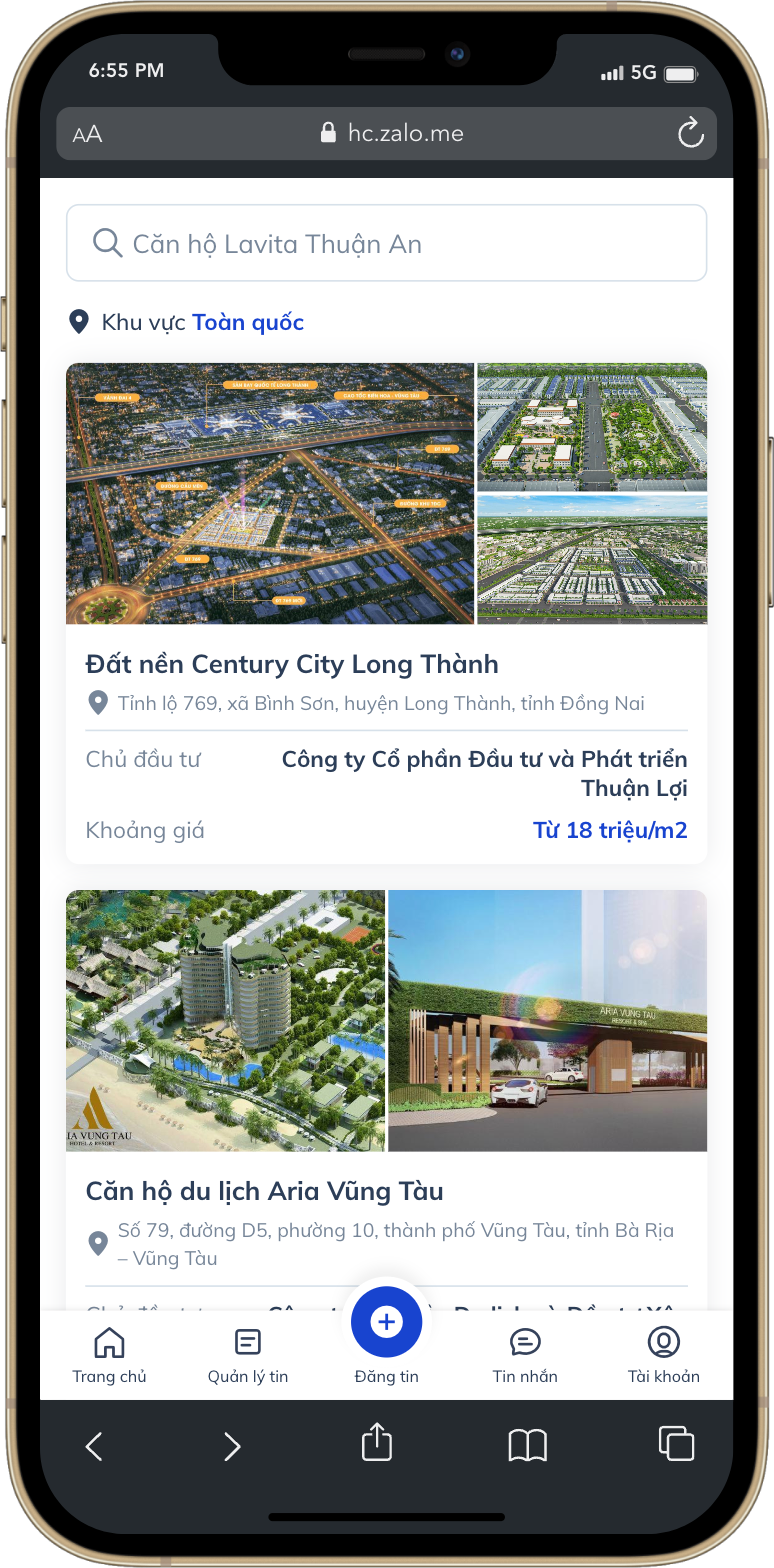 6:55 PM
5G
AA
hc.zalo.me
Căn hộ Lavita Thuận An
Khu vực Toàn quốc
SÂN BAY QUỐC TẾ LONG THÀNH
VÀNH ĐAI 4
CAO TỐC BIÊN HÒA - VŨNG TÀU
ĐT 769
ĐƯỜNG CẦU MÊN
ĐT 769
ĐT 769 MỚI
Đất nền Century City Long Thành
Tỉnh lộ 769, xã Bình Sơn, huyện Long Thành, tỉnh Đồng Nai
Chủ đầu tư
Công ty Cổ phần Đầu tư và Phát triển
Thuận Lợi
Khoảng giá
Từ 18 triệu/m2
ARIA VUNG TAU
RESORT & SPA
IA VUNG TAU
HOTEL & RESORT
Căn hộ du lịch Aria Vũng Tàu
Số 79, đường D5, phường 10, thành phố Vũng Tàu, tỉnh Bà Rịa
– Vũng Tàu
Trang chủ
Quản lý tin
Đăng tin
Tin nhắn
Tài khoản